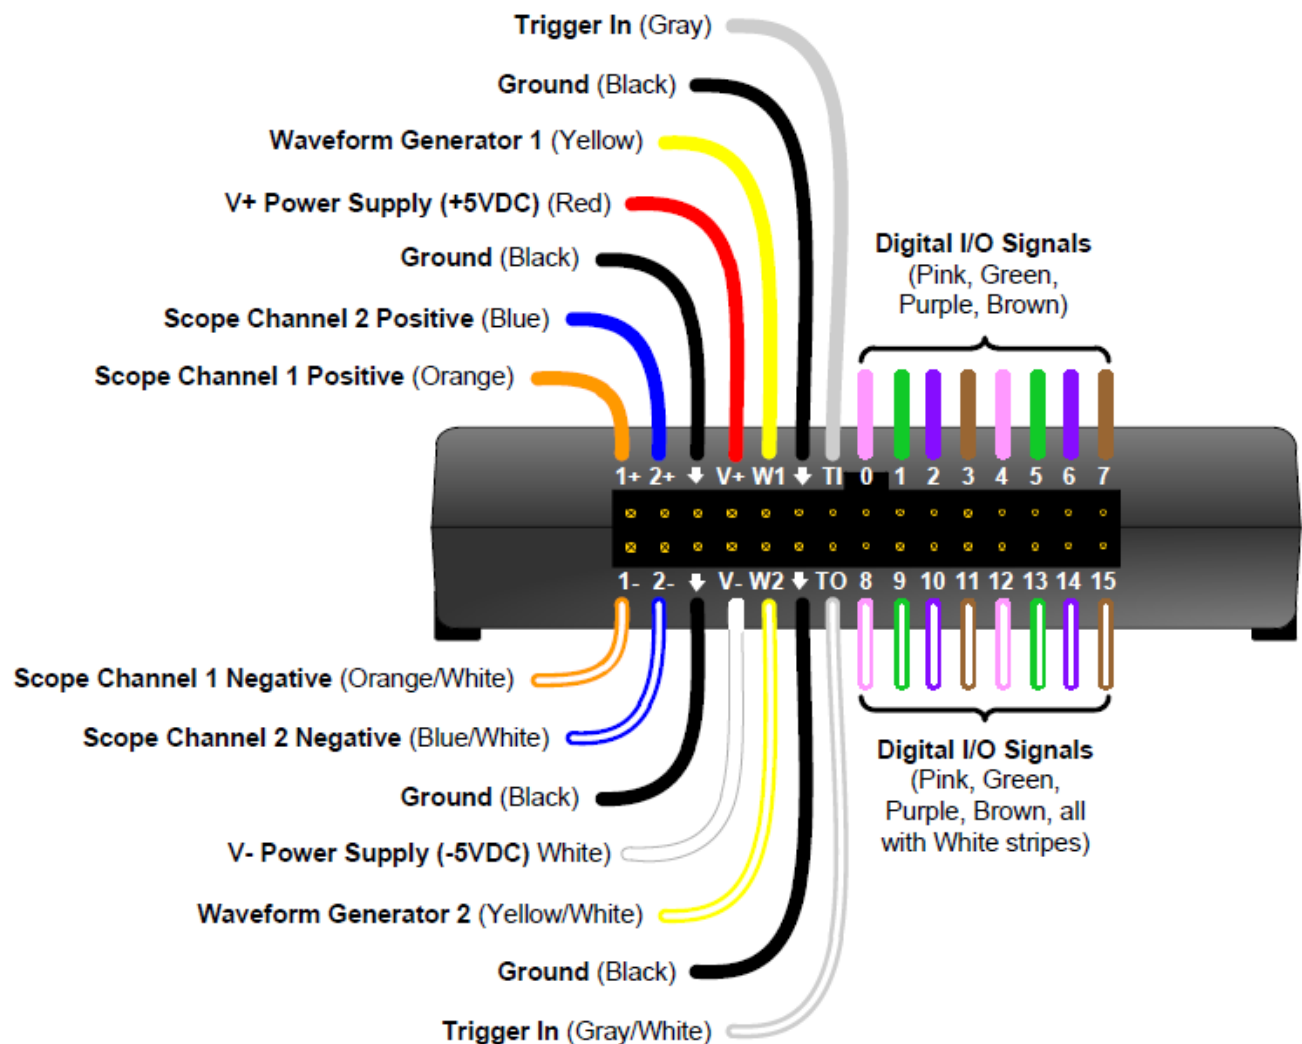 Trigger In (Gray)
Ground (Black)
Waveform Generator 1 (Yellow)
V+ Power Supply (+5VDC) (Red)
Ground (Black)
Scope Channel 2 Positive (Blue)
Scope Channel 1 Positive (Orange)
Digital I/O Signals
(Pink, Green,
Purple, Brown)
1+ 2+ V+ W1 TI 0 1 2 3 4 5 6 7
1- 2- V- W2 TO 8 9 10 11 12 13 14 15
Scope Channel 1 Negative (Orange/White)
Scope Channel 2 Negative (Blue/White)
Ground (Black)
V- Power Supply (-5VDC) White)
Waveform Generator 2 (Yellow/White)
Ground (Black)
Trigger In (Gray/White)
Digital I/O Signals
(Pink, Green,
Purple, Brown, all
with White stripes)